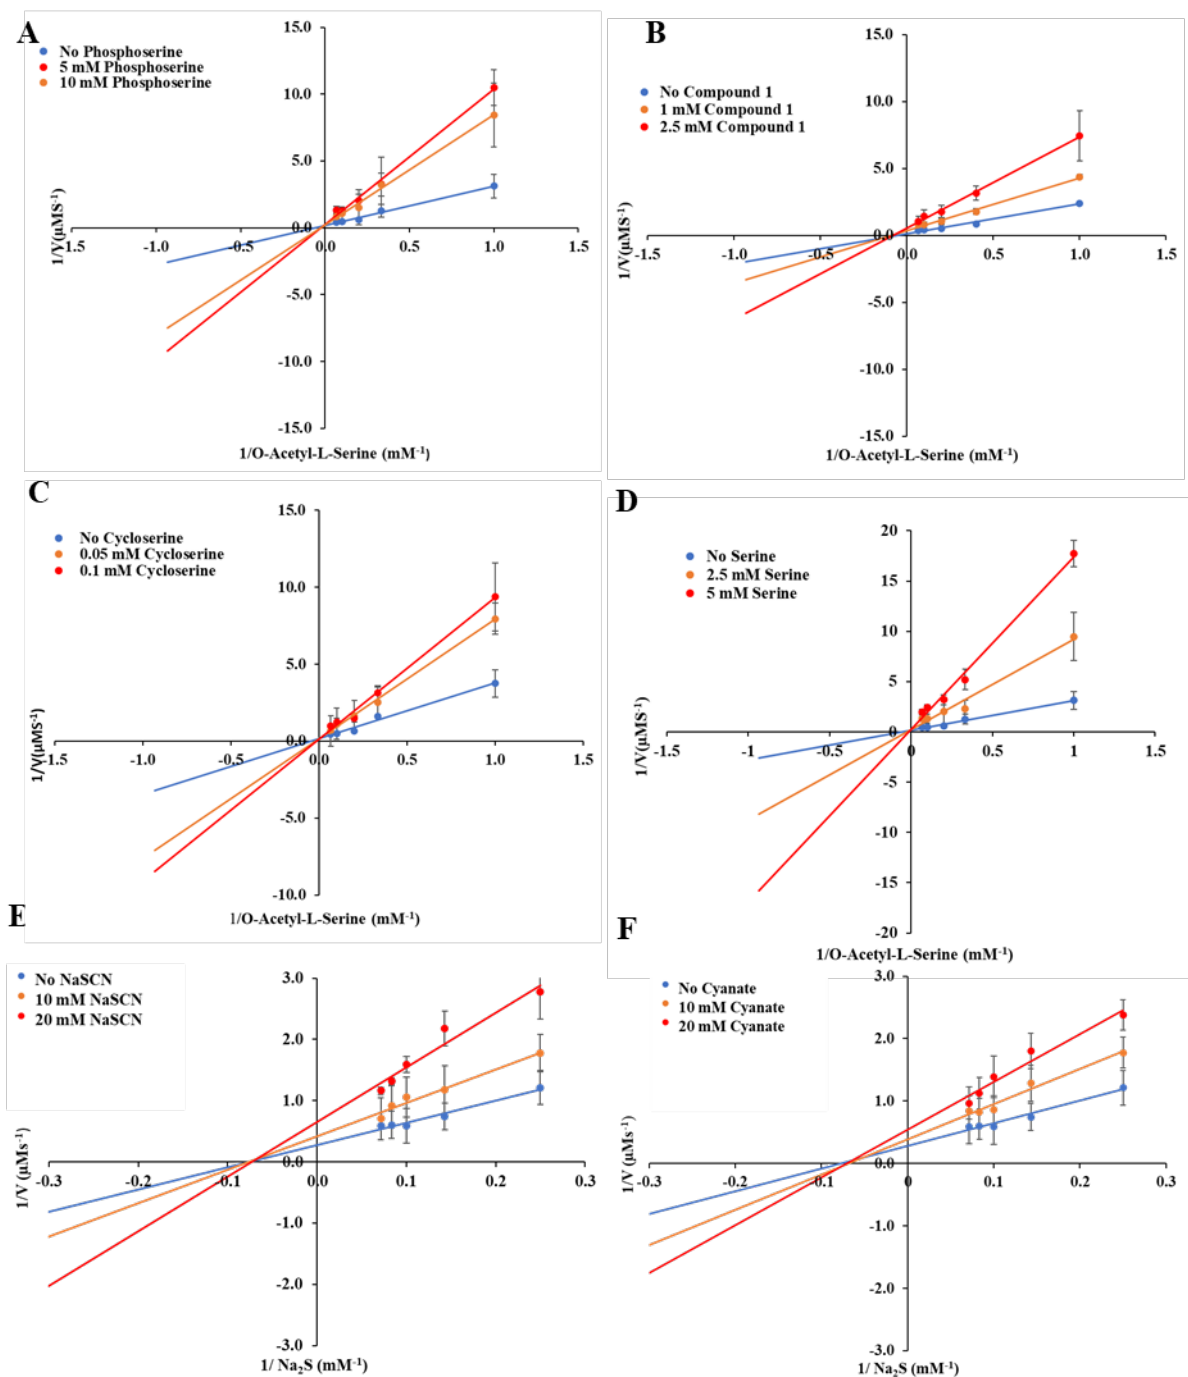 A
No Phosphoserine
5 mM Phosphoserine
10 mM Phosphoserine
15.0
10.0
5.0
0.0
-5.0
-10.0
-15.0
-1.5
-1.0
-0.5
0.0
0.5
1.0
1.5
1/V(μMS-1)
1/O-Acetyl-L-Serine (mM-1)
B
No Compound 1
1 mM Compound 1
2.5 mM Compound 1
15.0
10.0
5.0
0.0
-5.0
-10.0
-15.0
-1.5
-1.0
-0.5
0.0
0.5
1.0
1.5
1/V(μMS-1)
1/O-Acetyl-L-Serine (mM-1)
C
No Cycloserine
0.05 mM Cycloserine
0.1 mM Cycloserine
15.0
10.0
5.0
0.0
-5.0
-10.0
-1.5
-1.0
-0.5
0.0
0.5
1.0
1.5
1/V(μMS-1)
1/O-Acetyl-L-Serine (mM-1)
D
No Serine
2.5 mM Serine
5 mM Serine
20
15
10
5
0
-5
-10
-15
-20
-1.5
-1
-0.5
0
0.5
1
1.5
1/V(μMS-1)
1/O-Acetyl-L-Serine (mM-1)
E
No NaSCN
10 mM NaSCN
20 mM NaSCN
3.0
2.0
1.0
0.0
-1.0
-2.0
-3.0
-0.3
-0.2
0.1
0.0
0.1
0.2
0.3
1/V (μMs-1)
1/ Na2S (mM-1)
F
No Cyanate
10 mM Cyanate
20 mM Cyanate
3.0
2.0
1.0
0.0
-1.0
-2.0
-3.0
-0.3
-0.2
0.1
0
0.1
0.2
0.3
1/V (μMs-1)
1/ Na2S (mM-1)